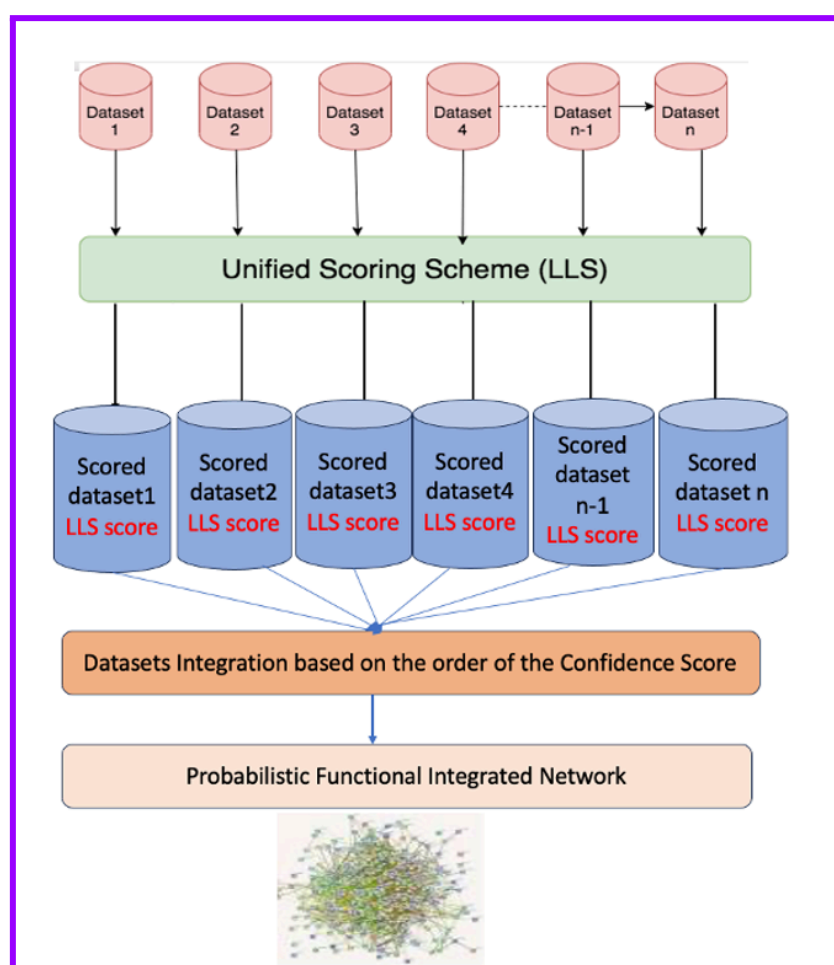 Dataset 1
Dataset 2
Dataset 3
Dataset 4
Dataset n-1
Dataset n
Unified Scoring Scheme (LLS)
Scored dataset1 LLS score
Scored dataset2 LLS score
Scored dataset3 LLS score
Scored dataset4 LLS score
Scored dataset n-1 LLS score
Scored dataset n LLS score
Datasets Integration based on the order of the Confidence Score
Probabilistic Functional Integrated Network